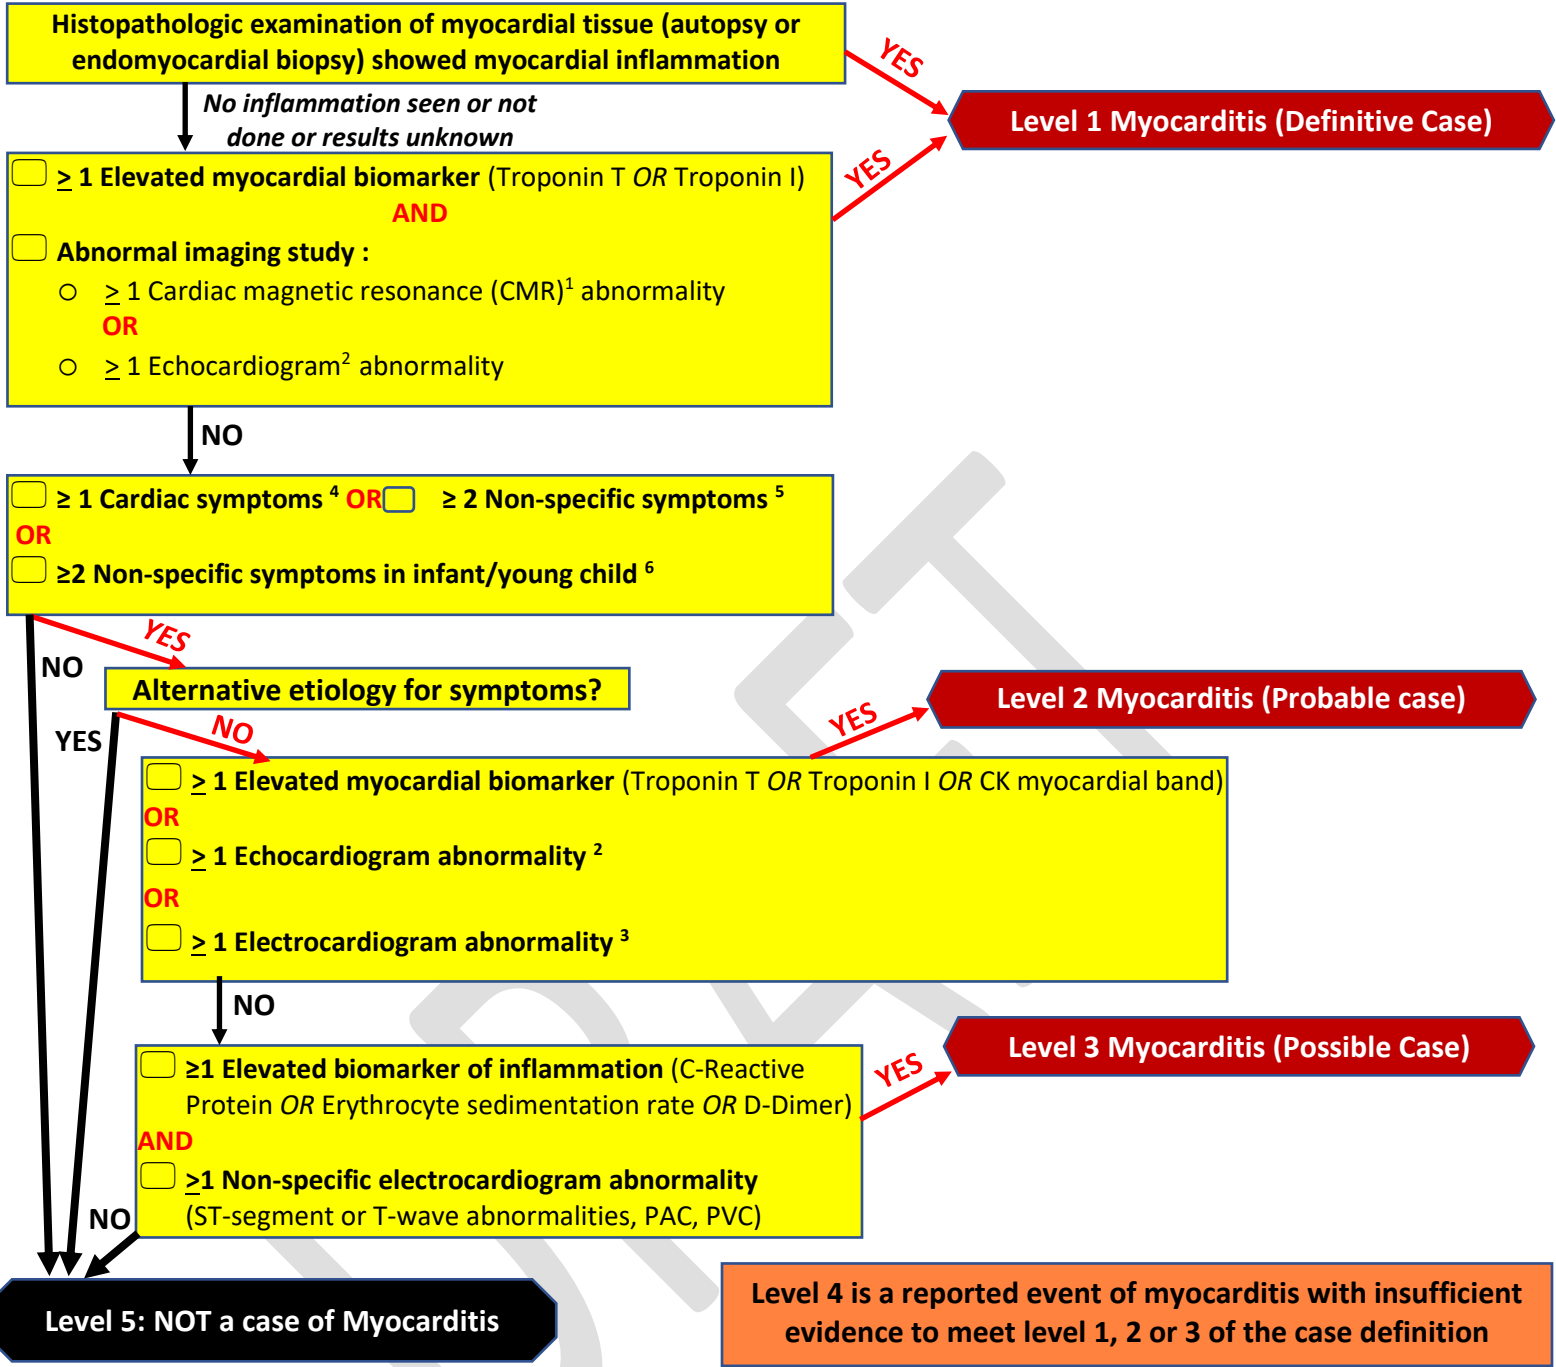 Histopathologic examination of myocardial tissue (autopsy or
endomyocardial biopsy) showed myocardial inflammation
YES
No inflammation seen or not
done or results unknown
Level 1 Myocarditis (Definitive Case)
YES
≥ 1 Elevated myocardial biomarker (Troponin T OR Troponin I)
AND
Abnormal imaging study :
o ≥ 1 Cardiac magnetic resonance (CMR)¹ abnormality
OR
o ≥ 1 Echocardiogram² abnormality
NO
≥ 1 Cardiac symptoms ⁴ OR ≥ 2 Non-specific symptoms ⁵
OR
≥2 Non-specific symptoms in infant/young child ⁶
YES
NO
Alternative etiology for symptoms?
Level 2 Myocarditis (Probable case)
YES
NO
YES
≥ 1 Elevated myocardial biomarker (Troponin T OR Troponin I OR CK myocardial band)
OR
≥ 1 Echocardiogram abnormality ²
OR
≥ 1 Electrocardiogram abnormality ³
NO
Level 3 Myocarditis (Possible Case)
YES
≥1 Elevated biomarker of inflammation (C-Reactive
Protein OR Erythrocyte sedimentation rate OR D-Dimer)
AND
≥1 Non-specific electrocardiogram abnormality
(ST-segment or T-wave abnormalities, PAC, PVC)
NO
Level 5: NOT a case of Myocarditis
Level 4 is a reported event of myocarditis with insufficient
evidence to meet level 1, 2 or 3 of the case definition
DRAFT